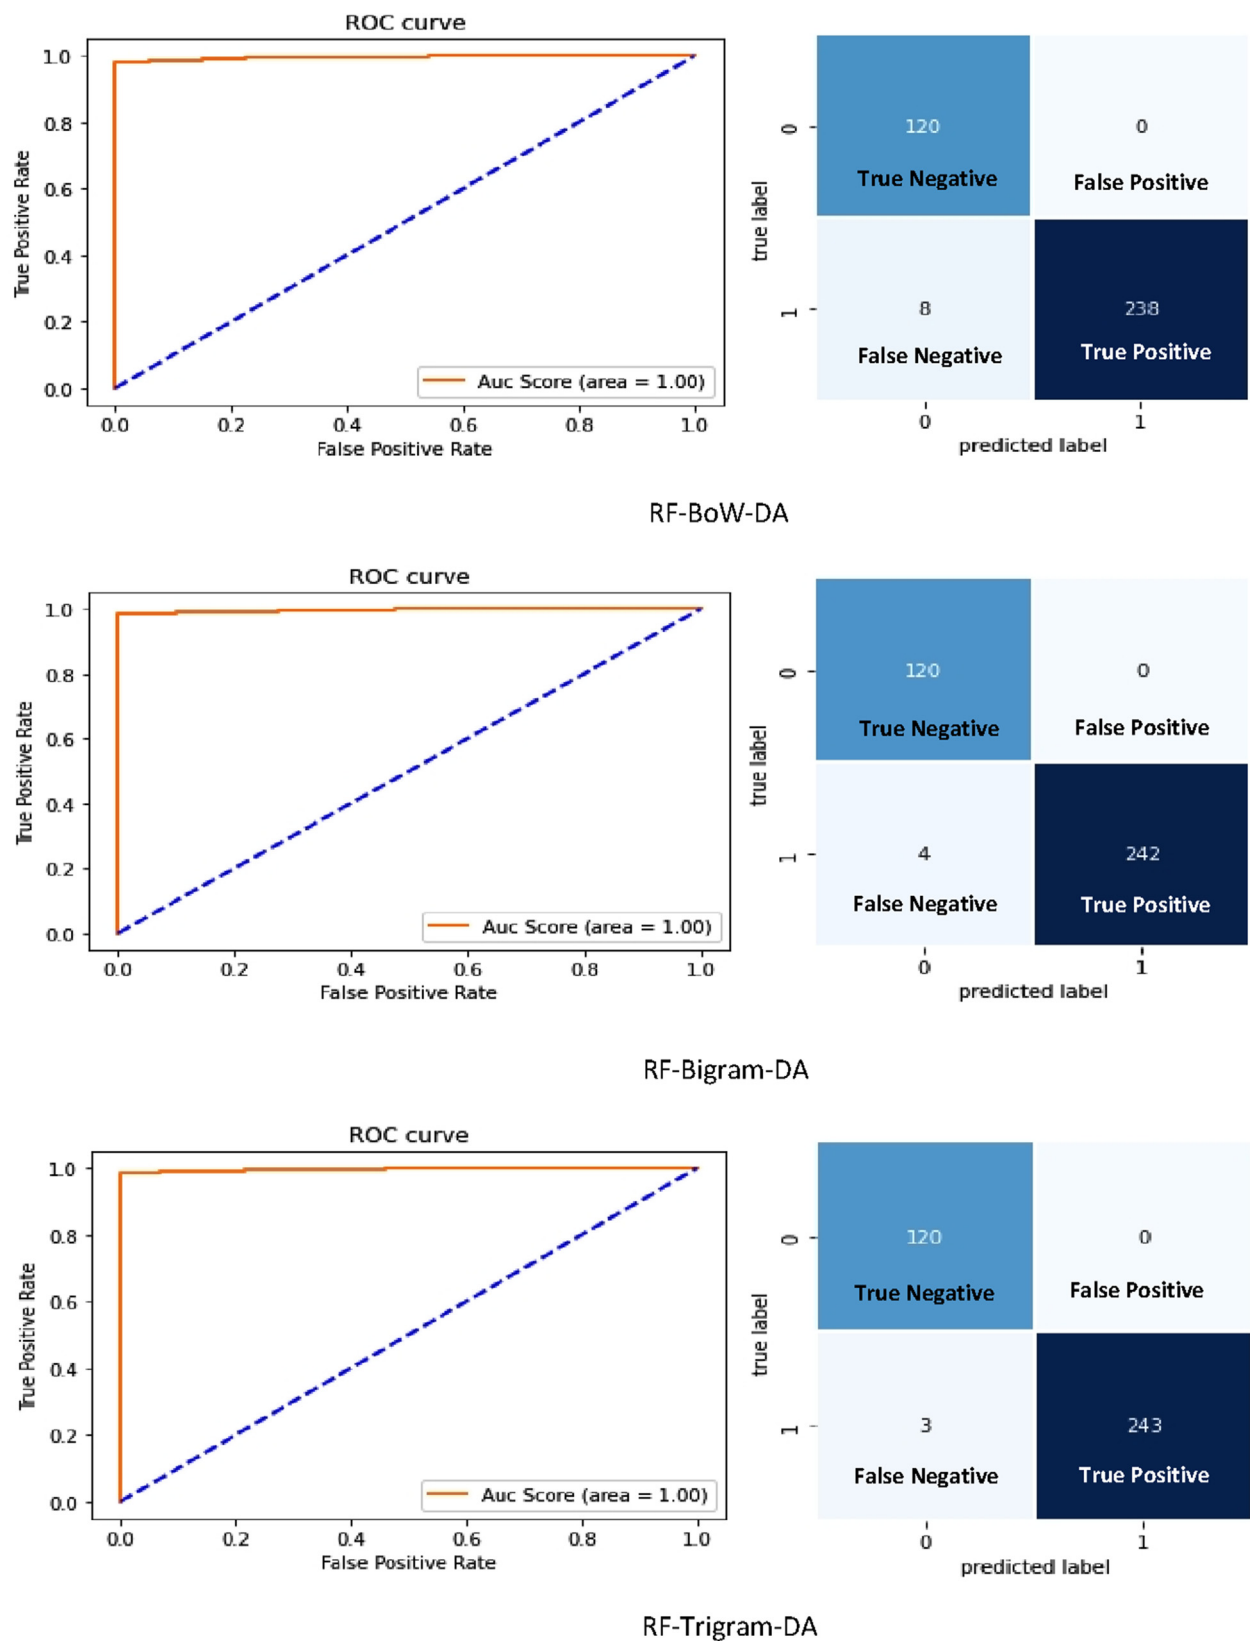 ROC curve
1.0
0.8
0.6
0.4
0.2
0.0
True Positive Rate
Auc Score (area = 1.00)
0.0 0.2 0.4 0.6 0.8 1.0
False Positive Rate
120 0
True Negative False Positive
8 238
False Negative True Positive
0
1
true label
0 1
predicted label
RF-BoW-DA
ROC curve
1.0
0.8
0.6
0.4
0.2
0.0
True Positive Rate
Auc Score (area = 1.00)
0.0 0.2 0.4 0.6 0.8 1.0
False Positive Rate
120 0
True Negative False Positive
4 242
False Negative True Positive
0
1
true label
0 1
predicted label
RF-Bigram-DA
ROC curve
1.0
0.8
0.6
0.4
0.2
0.0
True Positive Rate
Auc Score (area = 1.00)
0.0 0.2 0.4 0.6 0.8 1.0
False Positive Rate
120 0
True Negative False Positive
3 243
False Negative True Positive
0
1
true label
0 1
predicted label
RF-Trigram-DA